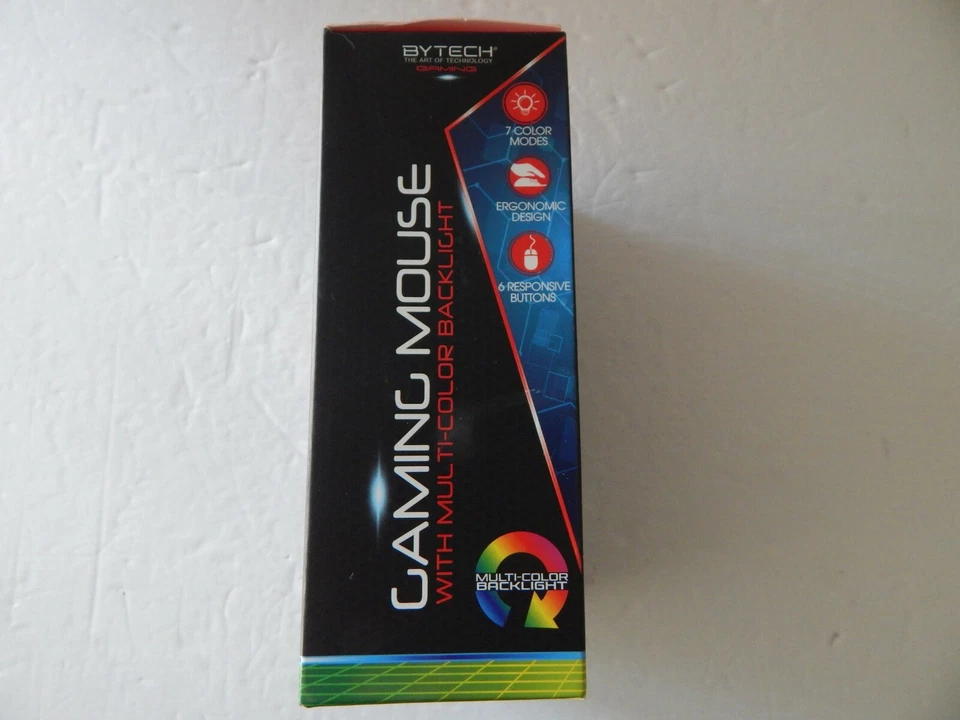 BYTECH®
THE ART OF TECHNOLOGY
GAMING
7 COLOR
MODES
ERGONOMIC
DESIGN
6 RESPONSIVE
BUTTONS
GAMING MOUSE
WITH MULTI-COLOR BACKLIGHT
MULTI-COLOR
BACKLIGHT